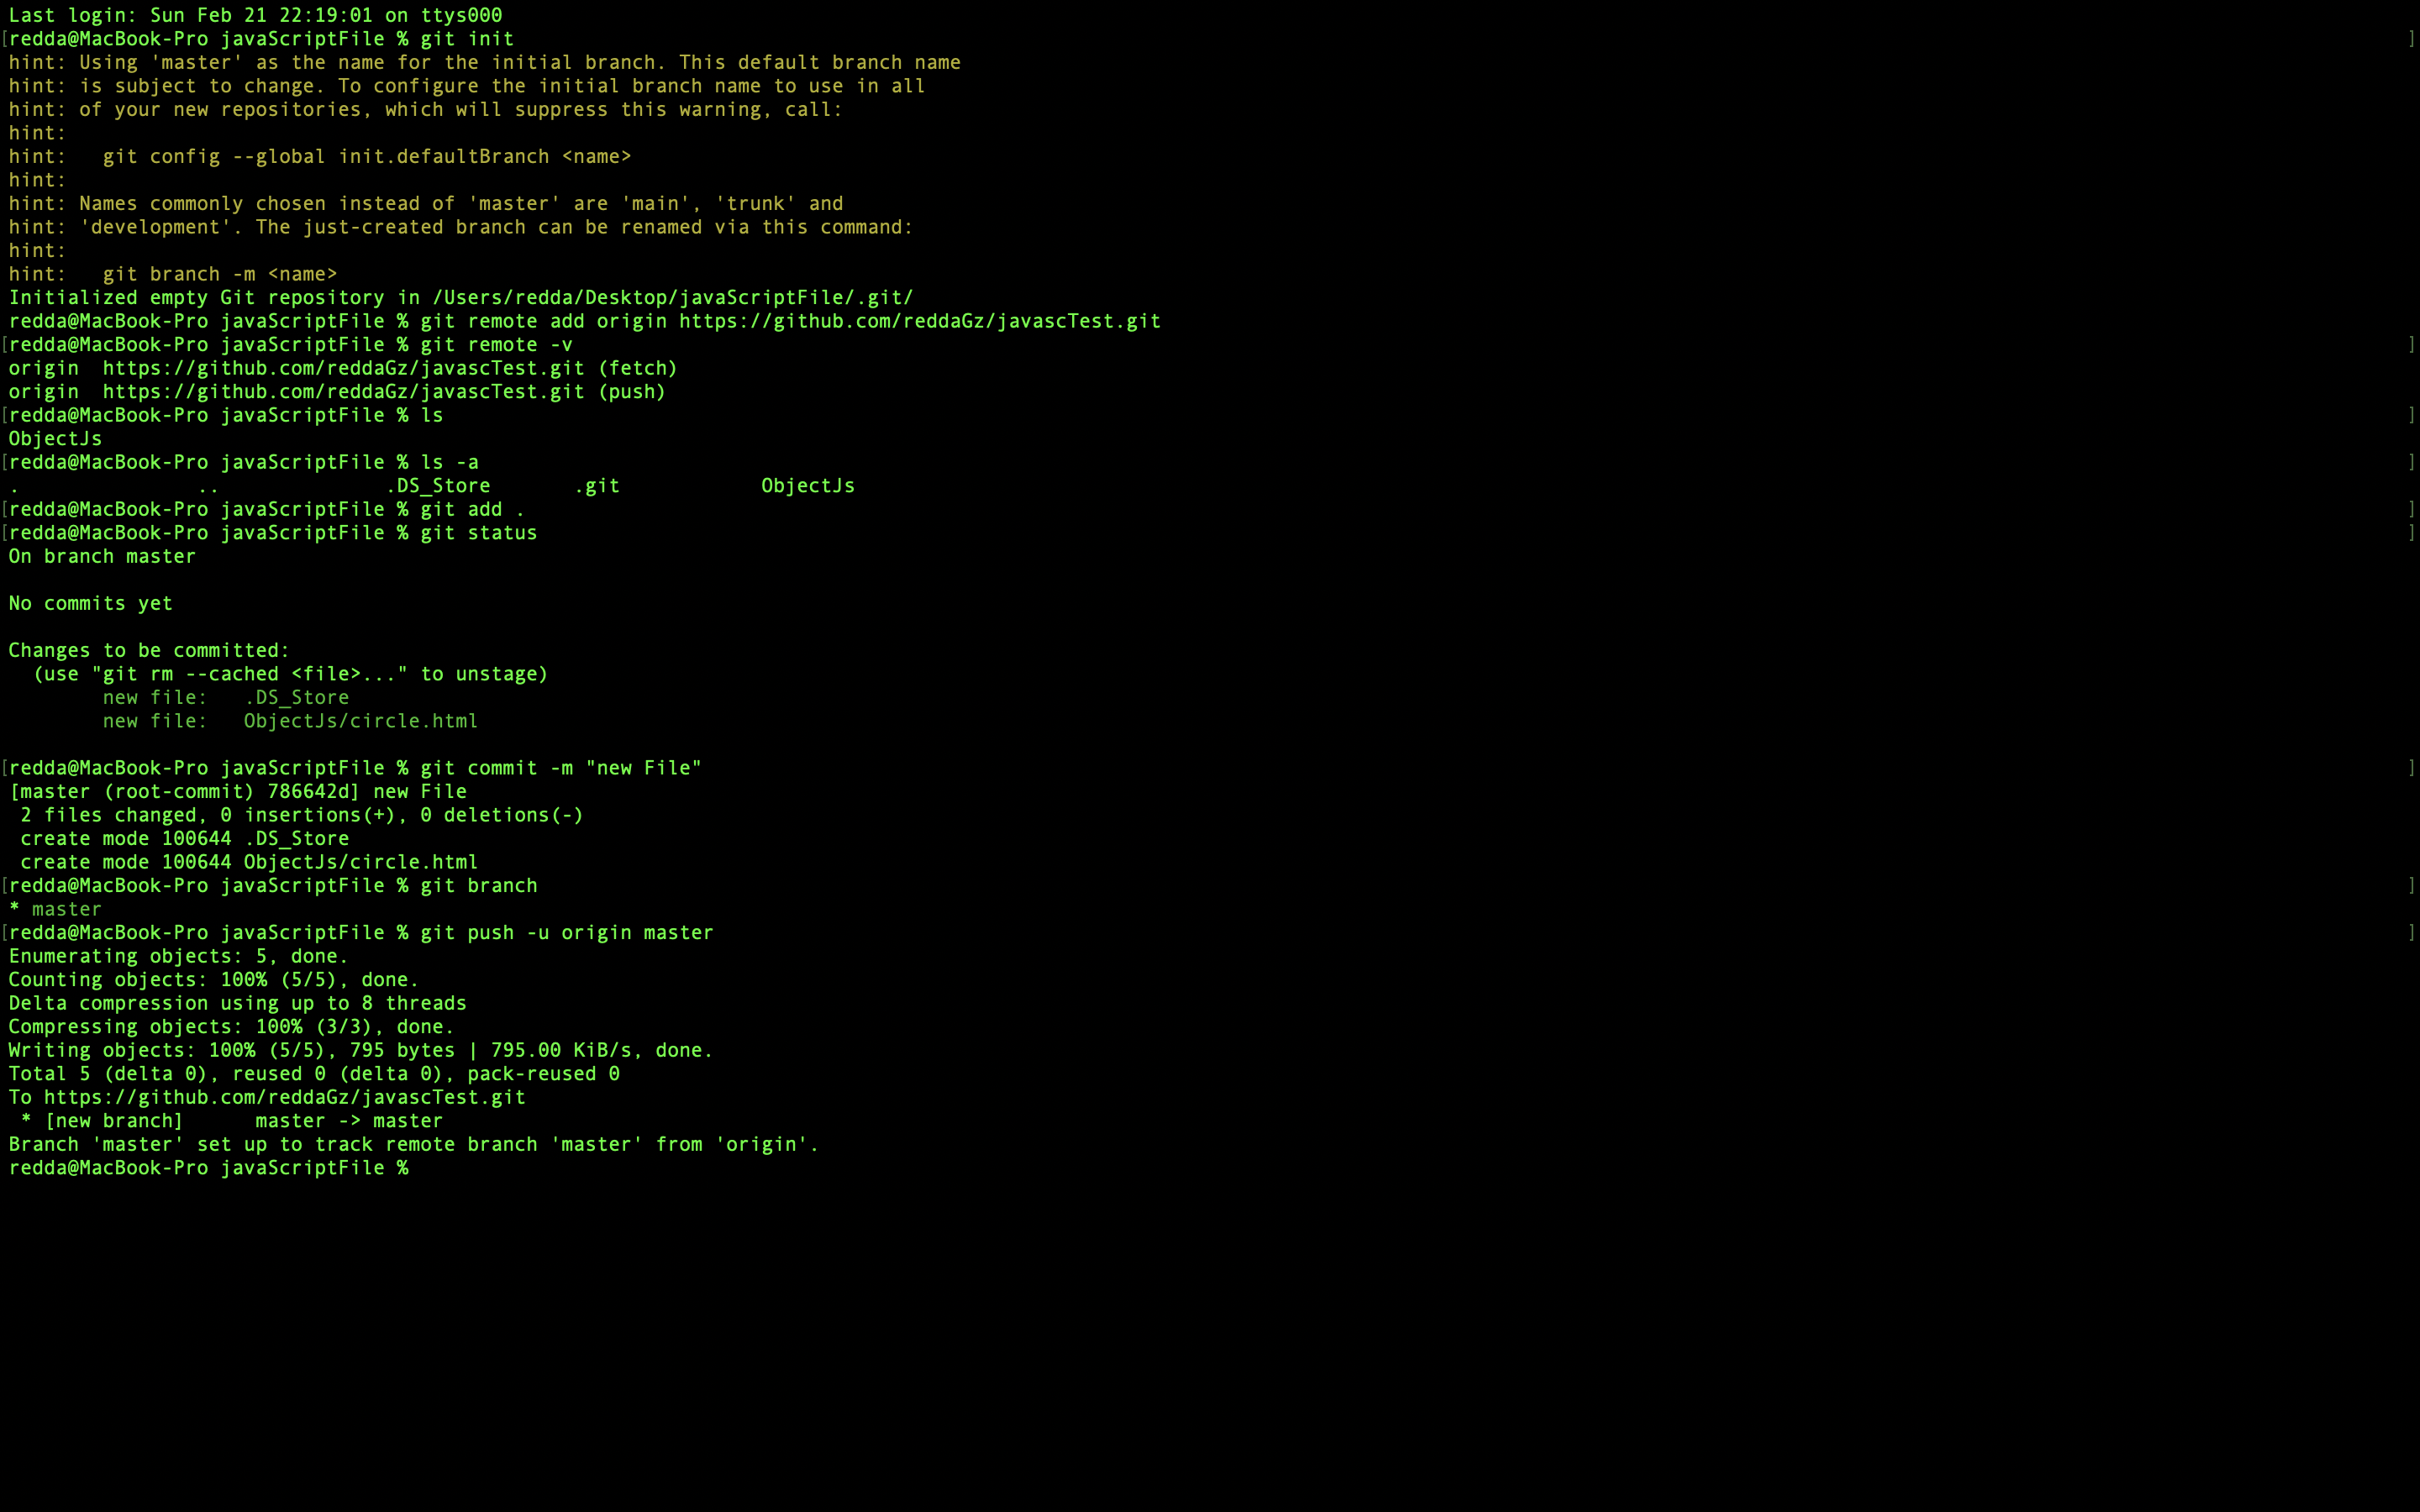 Last login: Sun Feb 21 22:19:01 on ttys000
[redda@MacBook-Pro javaScriptFile % git init ]
hint: Using 'master' as the name for the initial branch. This default branch name
hint: is subject to change. To configure the initial branch name to use in all
hint: of your new repositories, which will suppress this warning, call:
hint:
hint:   git config --global init.defaultBranch <name>
hint:
hint: Names commonly chosen instead of 'master' are 'main', 'trunk' and
hint: 'development'. The just-created branch can be renamed via this command:
hint:
hint:   git branch -m <name>
Initialized empty Git repository in /Users/redda/Desktop/javaScriptFile/.git/
redda@MacBook-Pro javaScriptFile % git remote add origin https://github.com/reddaGz/javascTest.git
[redda@MacBook-Pro javaScriptFile % git remote -v ]
origin  https://github.com/reddaGz/javascTest.git (fetch)
origin  https://github.com/reddaGz/javascTest.git (push)
[redda@MacBook-Pro javaScriptFile % ls ]
ObjectJs
[redda@MacBook-Pro javaScriptFile % ls -a ]
.               ..              .DS_Store       .git            ObjectJs
[redda@MacBook-Pro javaScriptFile % git add . ]
[redda@MacBook-Pro javaScriptFile % git status ]
On branch master

No commits yet

Changes to be committed:
  (use "git rm --cached <file>..." to unstage)
        new file:   .DS_Store
        new file:   ObjectJs/circle.html

[redda@MacBook-Pro javaScriptFile % git commit -m "new File" ]
[master (root-commit) 786642d] new File
 2 files changed, 0 insertions(+), 0 deletions(-)
 create mode 100644 .DS_Store
 create mode 100644 ObjectJs/circle.html
[redda@MacBook-Pro javaScriptFile % git branch ]
* master
[redda@MacBook-Pro javaScriptFile % git push -u origin master ]
Enumerating objects: 5, done.
Counting objects: 100% (5/5), done.
Delta compression using up to 8 threads
Compressing objects: 100% (3/3), done.
Writing objects: 100% (5/5), 795 bytes | 795.00 KiB/s, done.
Total 5 (delta 0), reused 0 (delta 0), pack-reused 0
To https://github.com/reddaGz/javascTest.git
 * [new branch]      master -> master
Branch 'master' set up to track remote branch 'master' from 'origin'.
redda@MacBook-Pro javaScriptFile %